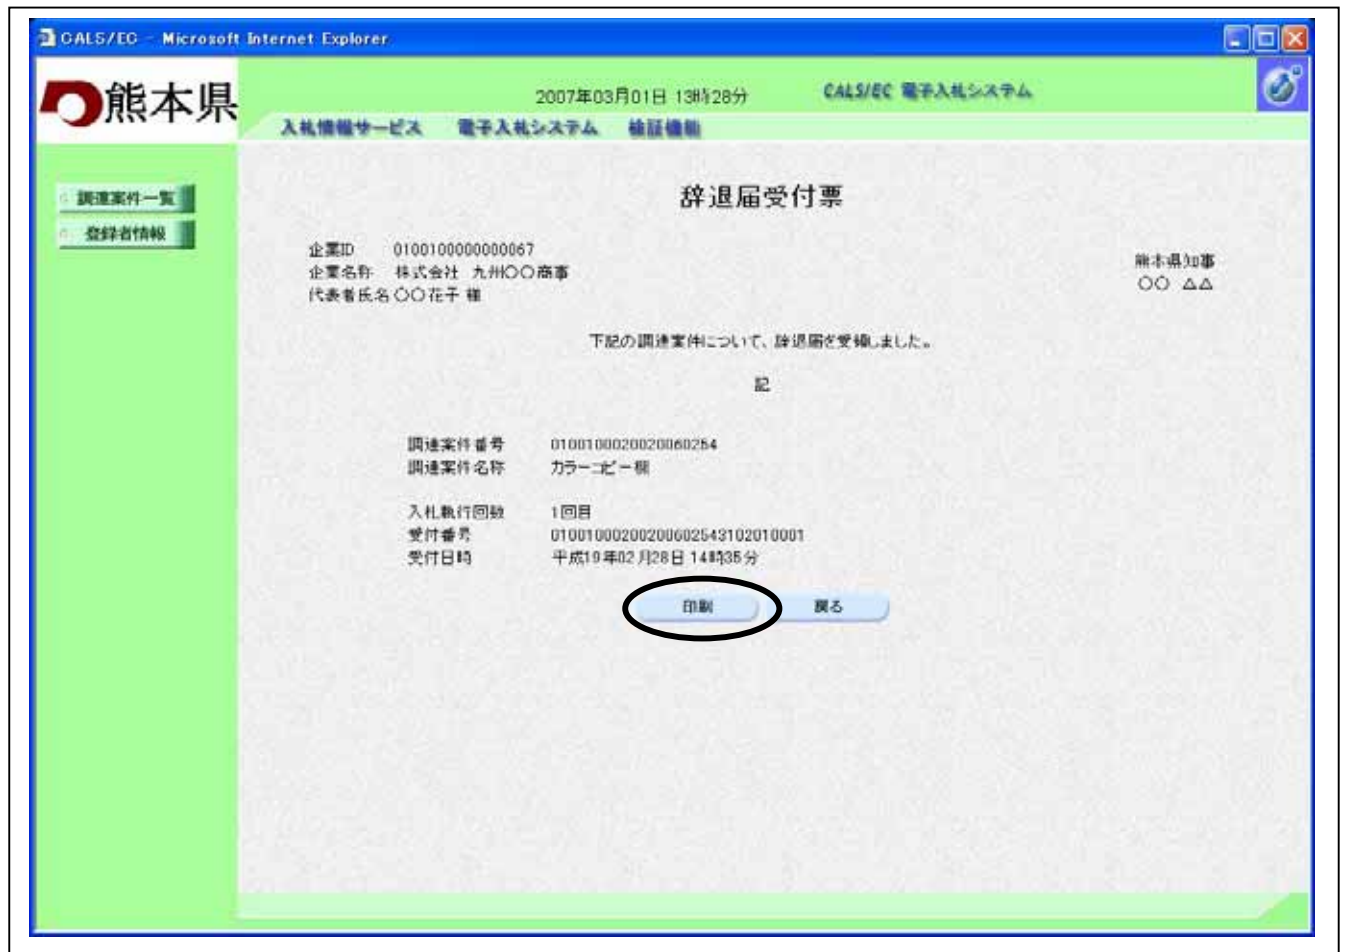 CALS/EC - Microsoft Internet Explorer
熊本県
2007年03月01日 13時28分
CALS/EC 電子入札システム
入札情報サービス 電子入札システム 検証機能
調達案件一覧
登録者情報
辞退届受付票
企業ID 0100100000000067
企業名称 株式会社 九州○○商事
代表者氏名 ○○花子 様
熊本県知事
○○ △△
下記の調達案件について、辞退届を受領しました。
記
調達案件番号 0100100020020060254
調達案件名称 カラーコピー機
入札執行回数 1回目
受付番号 01001000200200602543102010001
受付日時 平成19年02月28日 14時35分
印刷 戻る